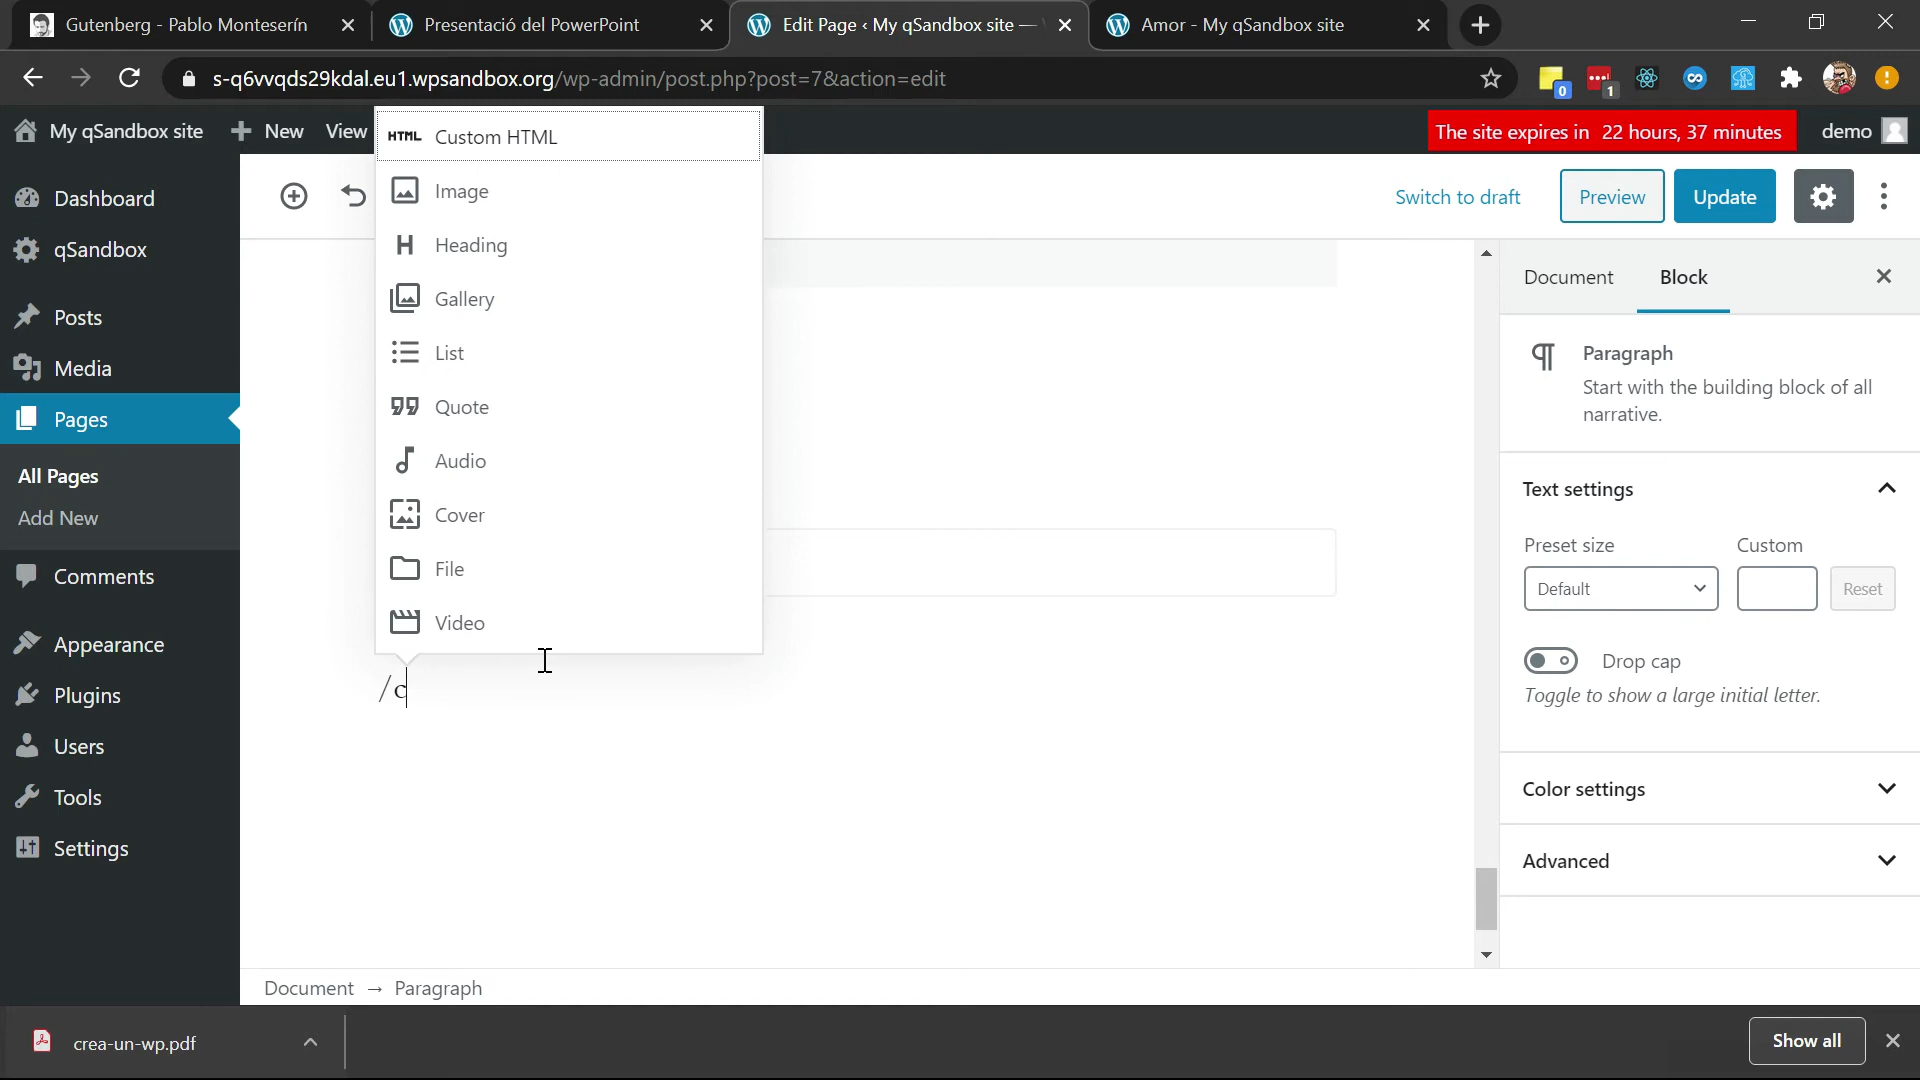 Gutenberg - Pablo Monteserín
Presentació del PowerPoint
Edit Page ‹ My qSandbox site —
Amor - My qSandbox site
s-q6vvqds29kdal.eu1.wpsandbox.org/wp-admin/post.php?post=7&action=edit
0
1
My qSandbox site
New
View
The site expires in 22 hours, 37 minutes
demo
Dashboard
qSandbox
Posts
Media
Pages
All Pages
Add New
Comments
Appearance
Plugins
Users
Tools
Settings
HTML Custom HTML
Image
H Heading
Gallery
List
Quote
Audio
Cover
File
Video
/c
Switch to draft
Preview
Update
Document
Block
Paragraph
Start with the building block of all
narrative.
Text settings
Preset size
Custom
Default
Reset
Drop cap
Toggle to show a large initial letter.
Color settings
Advanced
Document → Paragraph
crea-un-wp.pdf
Show all